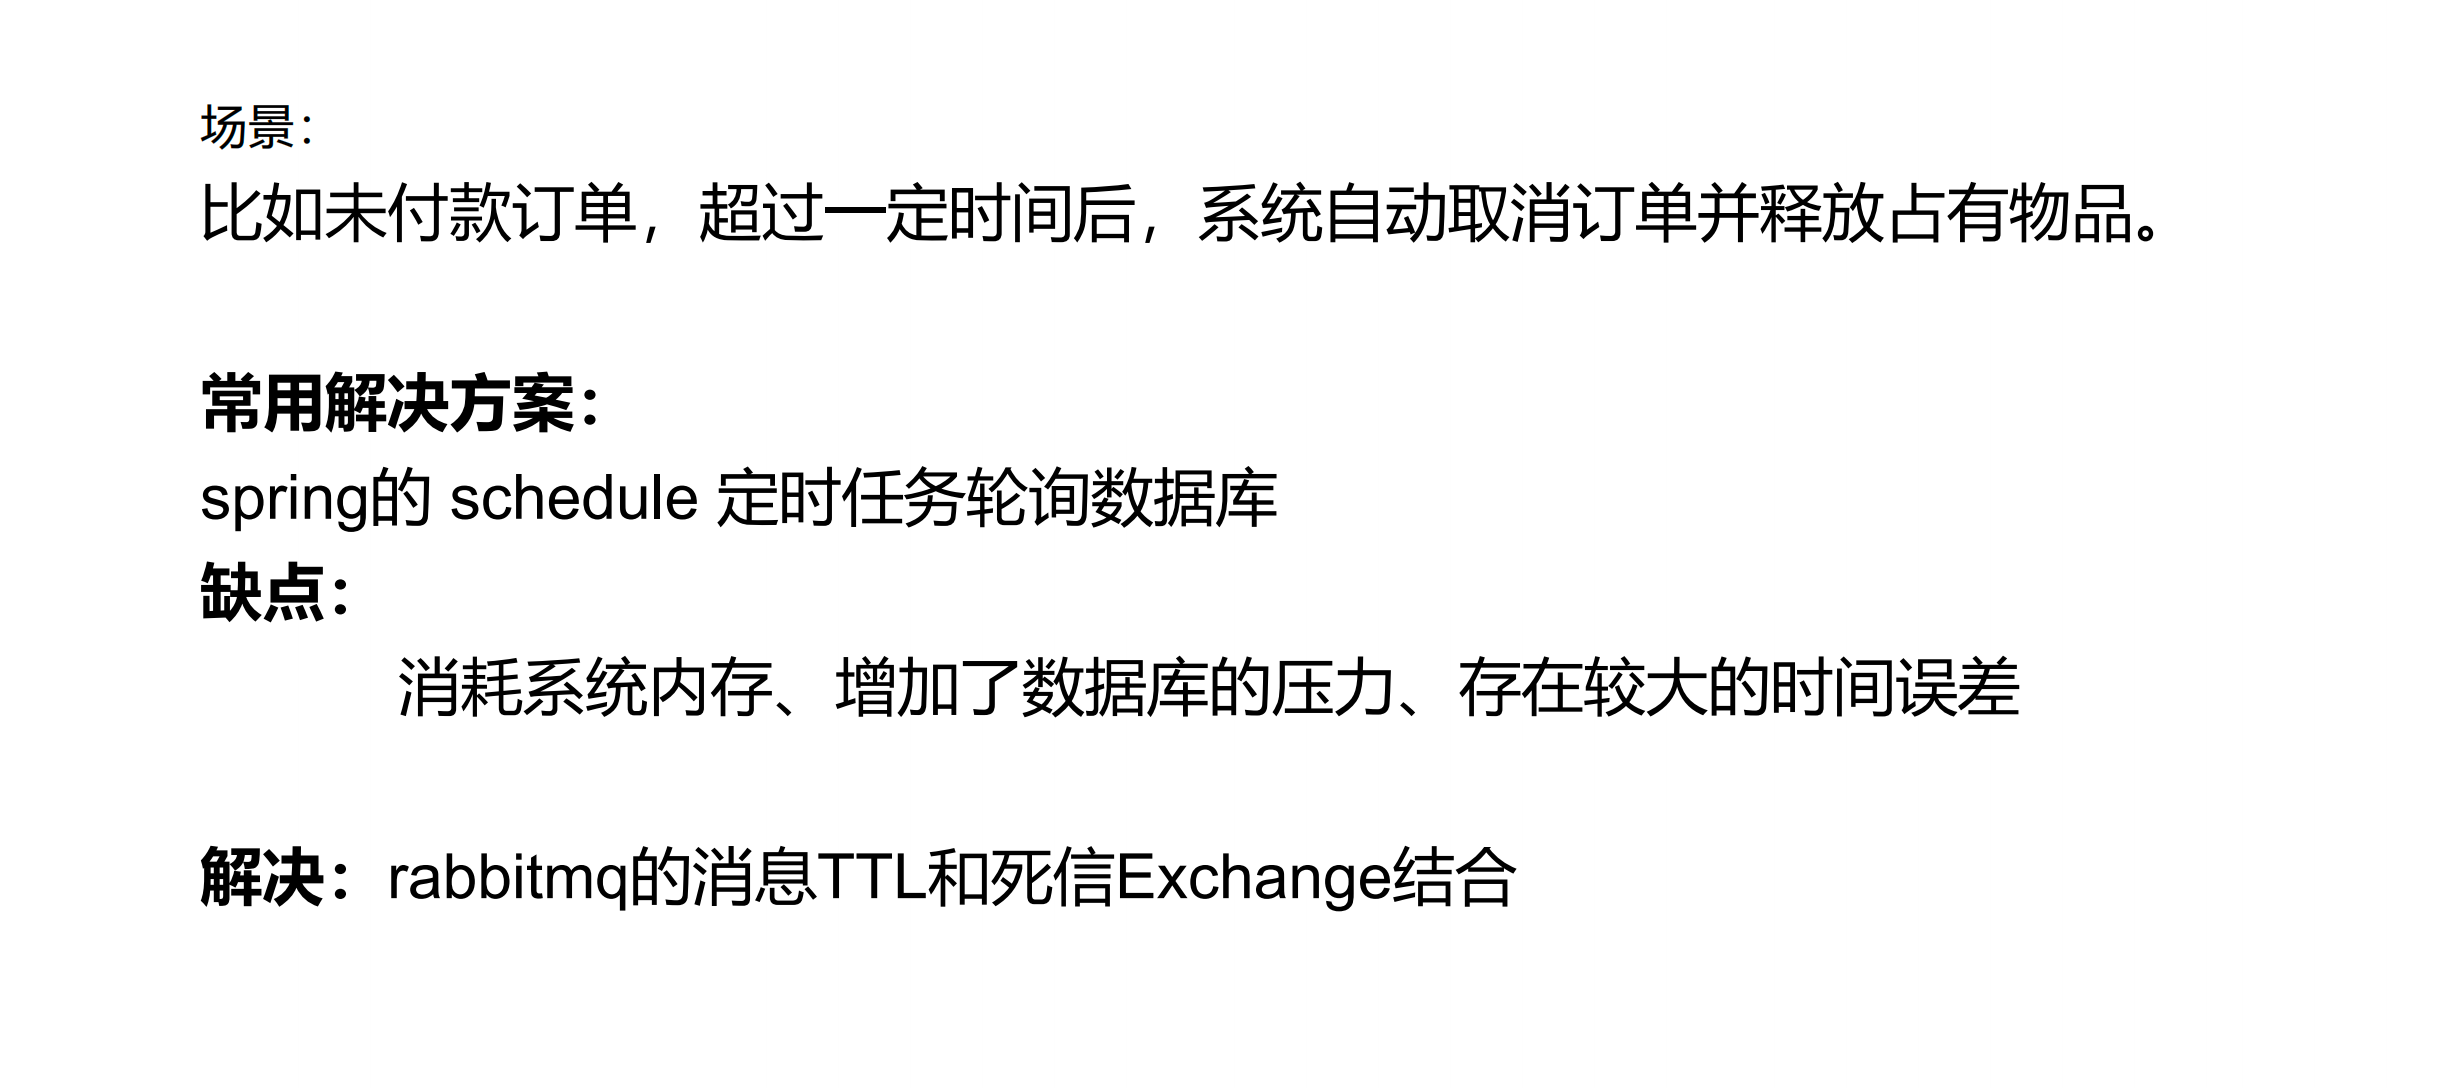 场景：
比如未付款订单，超过一定时间后，系统自动取消订单并释放占有物品。
常用解决方案：
spring的 schedule 定时任务轮询数据库
缺点：
消耗系统内存、增加了数据库的压力、存在较大的时间误差
解决：rabbitmq的消息TTL和死信Exchange结合